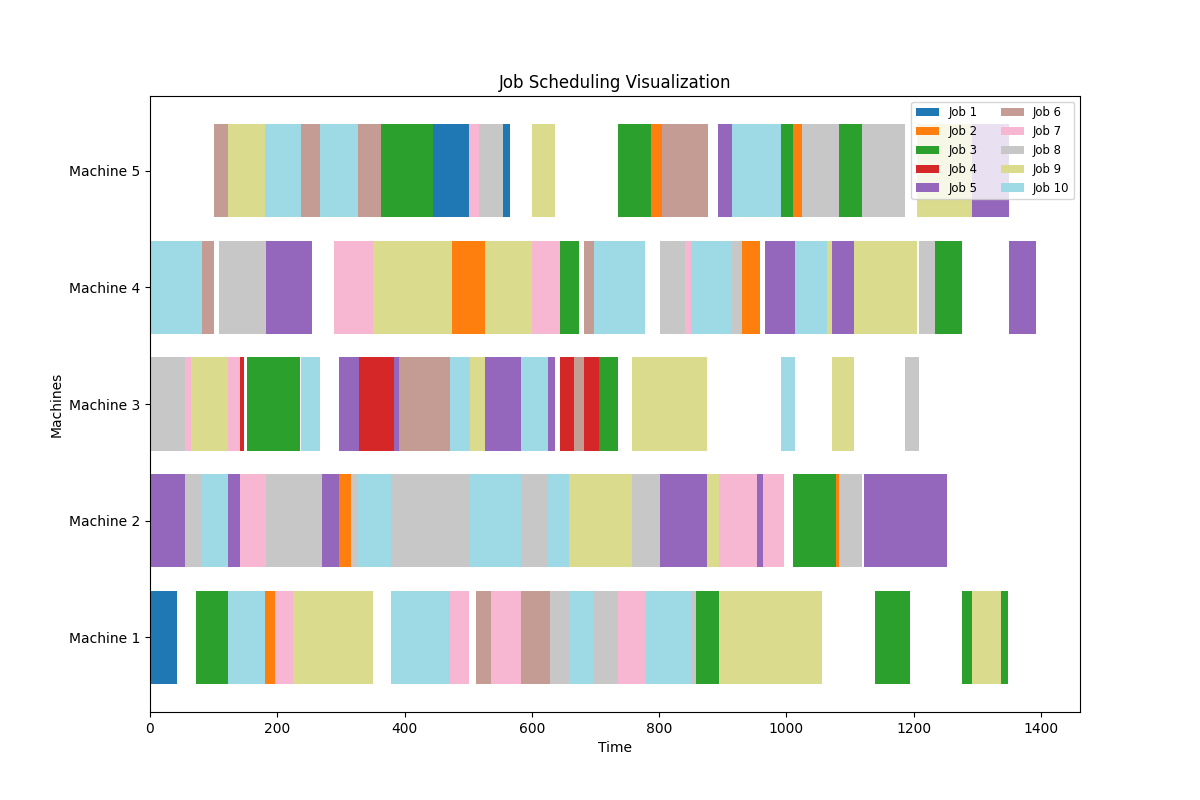 Job Scheduling Visualization
Job 1
Job 2
Job 3
Job 4
Job 5
Job 6
Job 7
Job 8
Job 9
Job 10
Machine 5
Machine 4
Machine 3
Machine 2
Machine 1
Machines
0 200 400 600 800 1000 1200 1400
Time